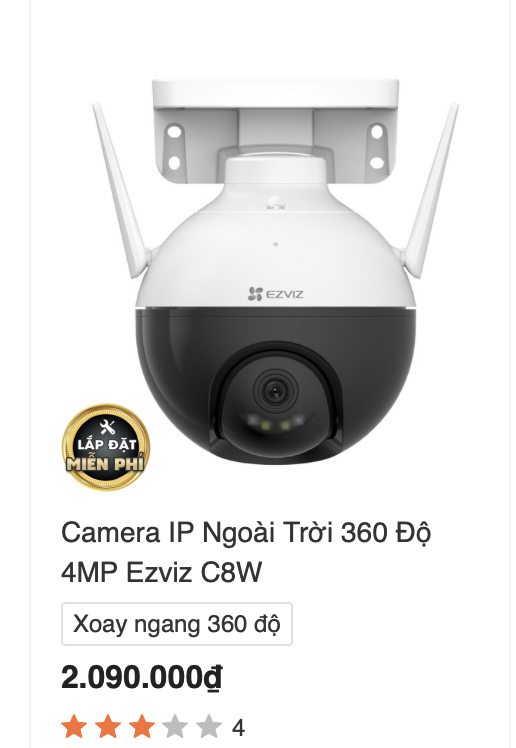 EZVIZ
LẮP ĐẶT
MIỄN PHÍ
Camera IP Ngoài Trời 360 Độ
4MP Ezviz C8W
Xoay ngang 360 độ
2.090.000₫
4